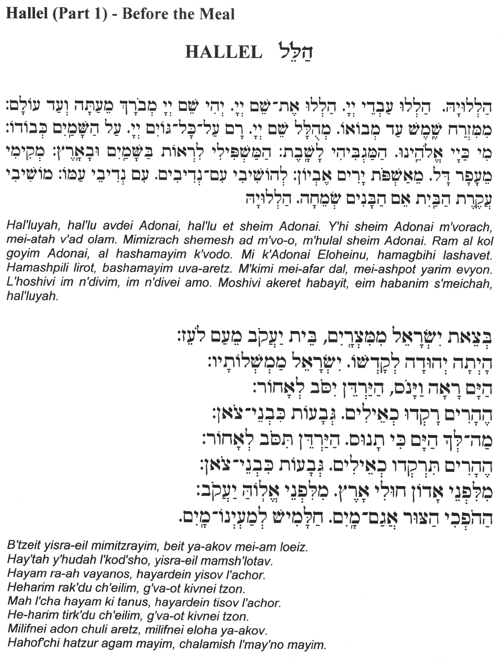 Hallel (Part 1) - Before the Meal
HALLEL הַלֵּל
הַלְלוּיָהּ. הַלְלוּ עַבְדֵי יְיָ. הַלְלוּ אֶת־שֵׁם יְיָ. יְהִי שֵׁם יְיָ מְבֹרָךְ מֵעַתָּה וְעַד עוֹלָם:
מִמִּזְרַח שֶׁמֶשׁ עַד מְבוֹאוֹ. מְהֻלָּל שֵׁם יְיָ. רָם עַל־כָּל־גּוֹיִם יְיָ. עַל הַשָּׁמַיִם כְּבוֹדוֹ:
מִי כַּיְיָ אֱלֹהֵינוּ. הַמַּגְבִּיהִי לָשָׁבֶת: הַמַּשְׁפִּילִי לִרְאוֹת בַּשָּׁמַיִם וּבָאָרֶץ: מְקִימִי
מֵעָפָר דָּל. מֵאַשְׁפֹּת יָרִים אֶבְיוֹן: לְהוֹשִׁיבִי עִם־נְדִיבִים. עִם נְדִיבֵי עַמּוֹ: מוֹשִׁיבִי
עֲקֶרֶת הַבַּיִת אֵם הַבָּנִים שְׂמֵחָה. הַלְלוּיָהּ
Hal'luyah, hal'lu avdei Adonai, hal'lu et sheim Adonai. Y'hi sheim Adonai m'vorach,
mei-atah v'ad olam. Mimizrach shemesh ad m'vo-o, m'hulal sheim Adonai. Ram al kol
goyim Adonai, al hashamayim k'vodo. Mi k'Adonai Eloheinu, hamagbihi lashavet.
Hamashpili lirot, bashamayim uva-aretz. M'kimi mei-afar dal, mei-ashpot yarim evyon.
L'hoshivi im n'divim, im n'divei amo. Moshivi akeret habayit, eim habanim s'meichah,
hal'luyah.
בְּצֵאת יִשְׂרָאֵל מִמִּצְרָיִם, בֵּית יַעֲקֹב מֵעַם לֹעֵז:
הָיְתָה יְהוּדָה לְקָדְשׁוֹ. יִשְׂרָאֵל מַמְשְׁלוֹתָיו:
הַיָּם רָאָה וַיָּנֹס, הַיַּרְדֵּן יִסֹּב לְאָחוֹר:
הֶהָרִים רָקְדוּ כְאֵילִים. גְּבָעוֹת כִּבְנֵי־צֹאן:
מַה־לְּךָ הַיָּם כִּי תָנוּס. הַיַּרְדֵּן תִּסֹּב לְאָחוֹר:
הֶהָרִים תִּרְקְדוּ כְאֵילִים. גְּבָעוֹת כִּבְנֵי־צֹאן:
מִלִּפְנֵי אָדוֹן חוּלִי אָרֶץ. מִלִּפְנֵי אֱלוֹהַּ יַעֲקֹב:
הַהֹפְכִי הַצּוּר אֲגַם־מָיִם. חַלָּמִישׁ לְמַעְיְנוֹ־מָיִם.
B'tzeit yisra-eil mimitzrayim, beit ya-akov mei-am loeiz.
Hay'tah y'hudah l'kod'sho, yisra-eil mamsh'lotav.
Hayam ra-ah vayanos, hayardein yisov l'achor.
Heharim rak'du ch'eilim, g'va-ot kivnei tzon.
Mah l'cha hayam ki tanus, hayardein tisov l'achor.
He-harim tirk'du ch'eilim, g'va-ot kivnei tzon.
Milifnei adon chuli aretz, milifnei eloha ya-akov.
Hahof'chi hatzur agam mayim, chalamish l'may'no mayim.